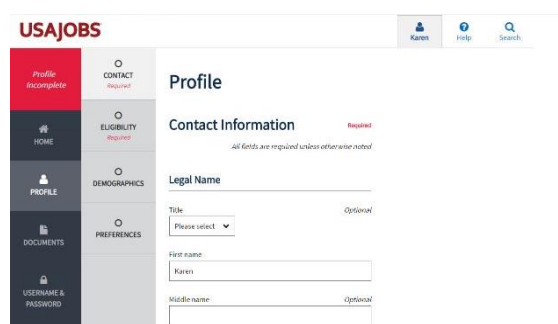 USAJOBS
Karen
Help
Search
Profile
Incomplete
HOME
PROFILE
DOCUMENTS
USERNAME &
PASSWORD
CONTACT
Required
ELIGIBILITY
Required
DEMOGRAPHICS
PREFERENCES
Profile
Contact Information Required
All fields are required unless otherwise noted
Legal Name
Title Optional
Please select
First name
Karen
Middle name Optional